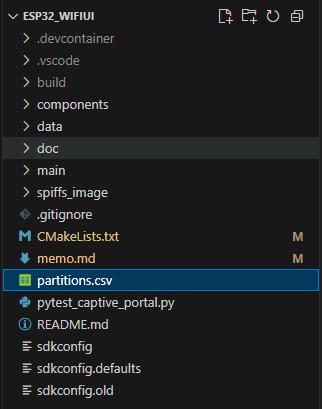 ESP32_WIFIUI
.devcontainer
.vscode
build
components
data
doc
main
spiffs_image
.gitignore
CMakeLists.txt M
memo.md M
partitions.csv
pytest_captive_portal.py
README.md
sdkconfig
sdkconfig.defaults
sdkconfig.old